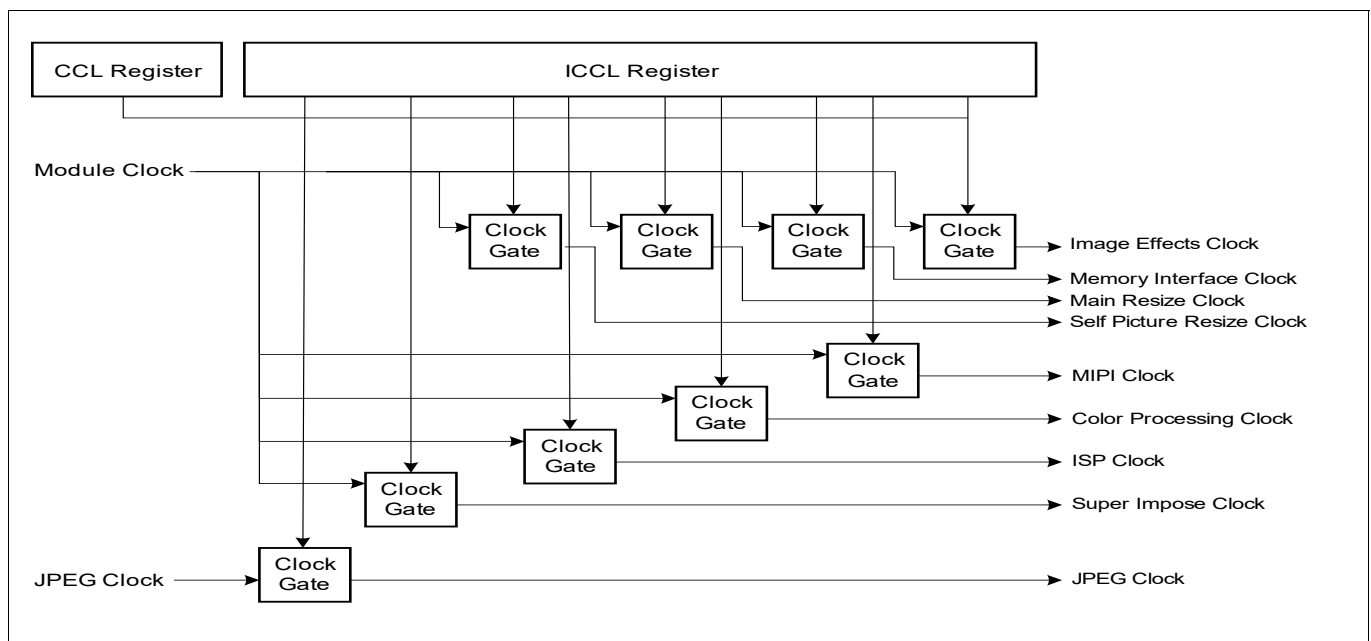 CCL Register
ICCL Register
Module Clock
Clock
Gate
Clock
Gate
Clock
Gate
Clock
Gate
Image Effects Clock
Memory Interface Clock
Main Resize Clock
Self Picture Resize Clock
Clock
Gate
MIPI Clock
Clock
Gate
Color Processing Clock
Clock
Gate
ISP Clock
Clock
Gate
Super Impose Clock
JPEG Clock
Clock
Gate
JPEG Clock